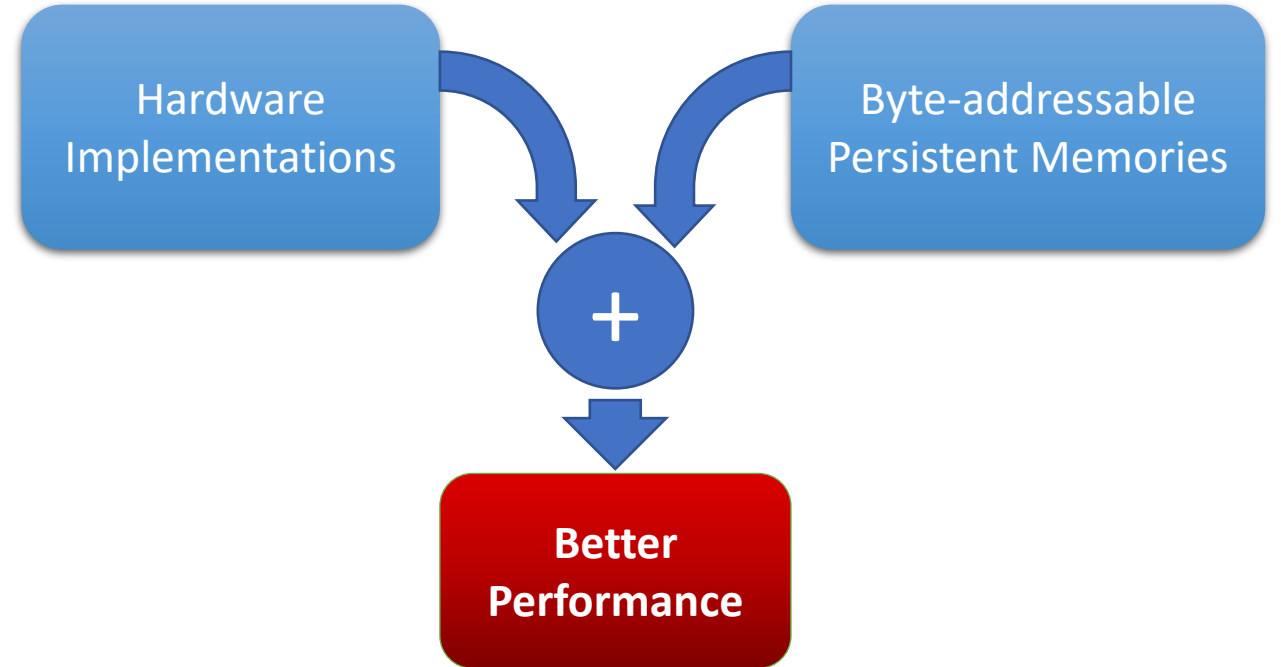 Hardware
Implementations
Byte-addressable
Persistent Memories
+
Better
Performance